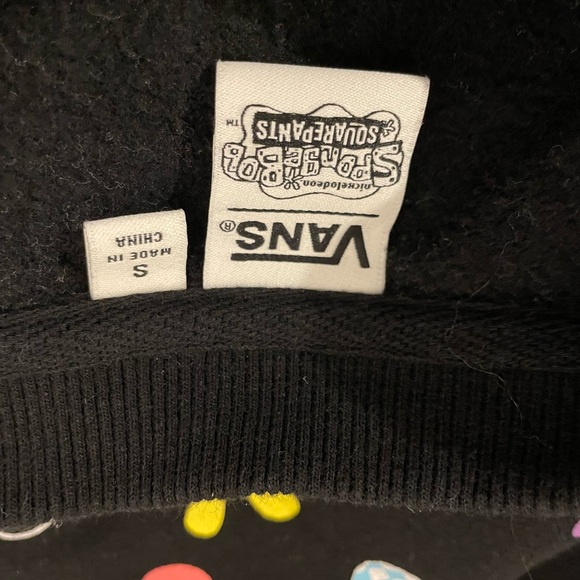 VANS®
nickelodeon
SpongeBob
SQUAREPANTS
™
S
MADE IN
CHINA